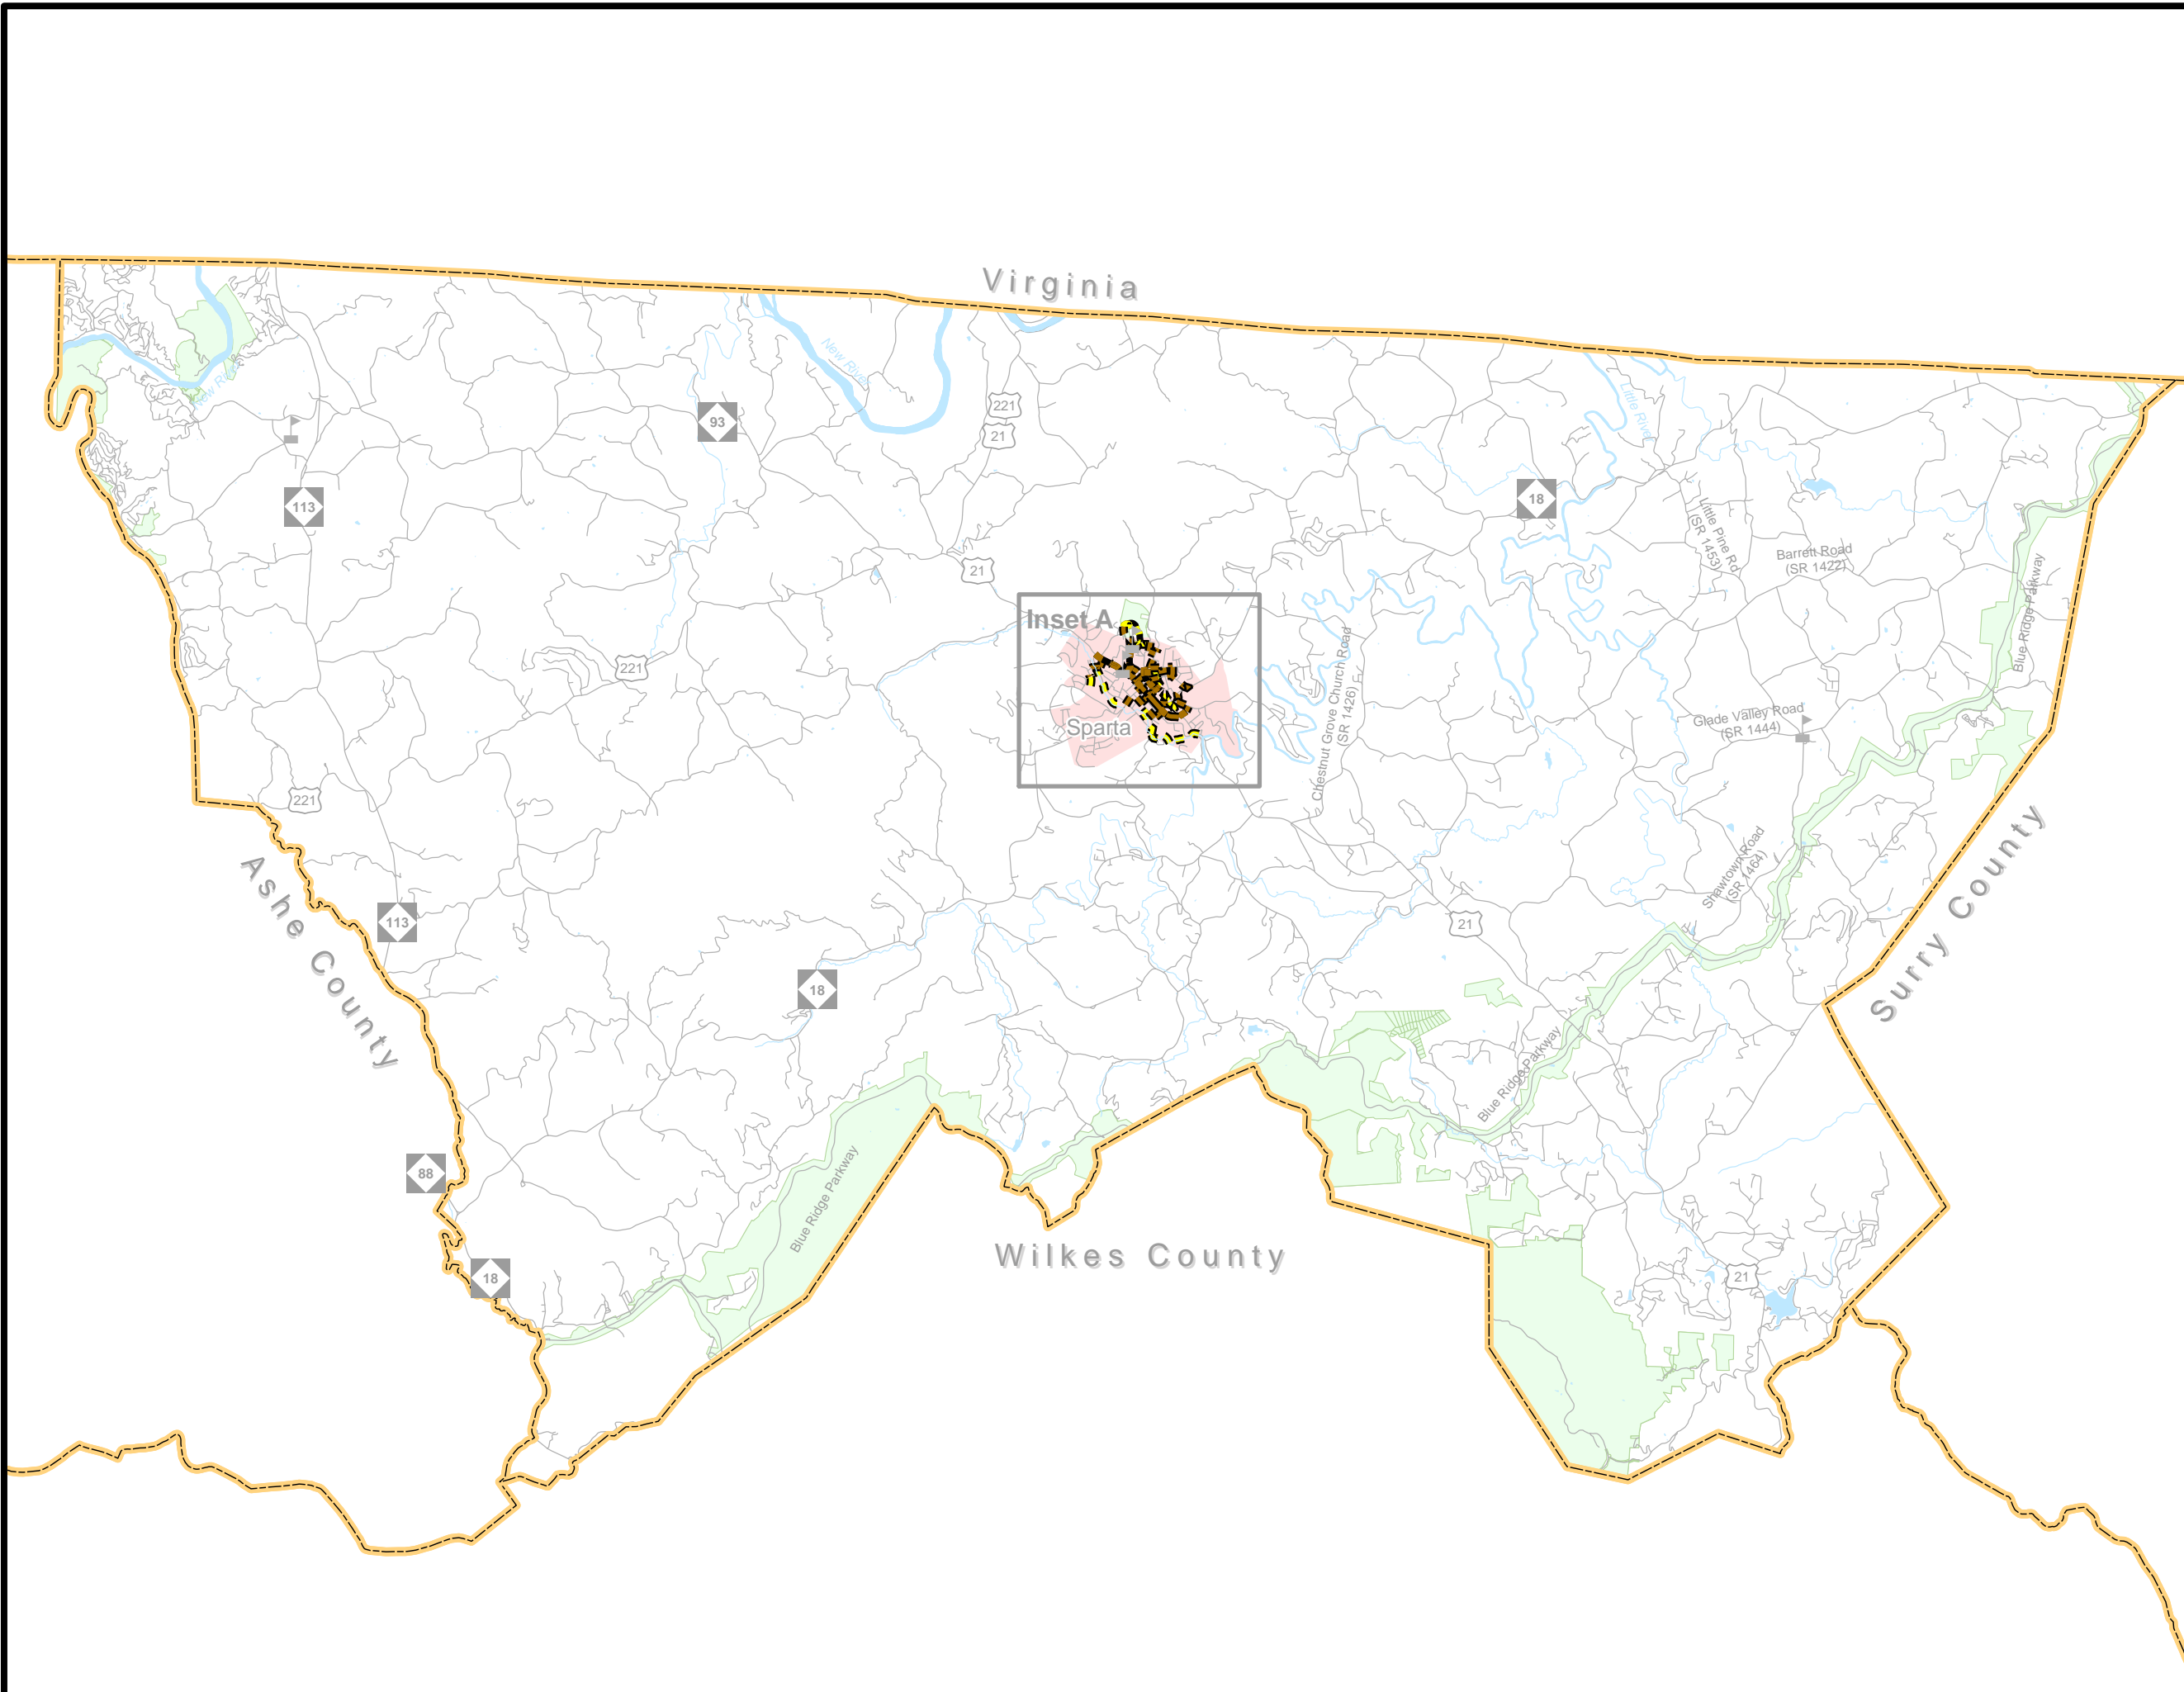 Virginia
New River
New River
Little River
221
21
93
18
113
Little Pine Rd
(SR 1453)
Barrett Road
(SR 1422)
21
Blue Ridge Parkway
Inset A
221
Chestnut Grove Church Road
(SR 1426)
Sparta
Glade Valley Road
(SR 1444)
221
Ashe County
Surry County
Shawtown Road
(SR 1464)
113
21
18
Blue Ridge Parkway
88
Blue Ridge Parkway
Wilkes County
18
21